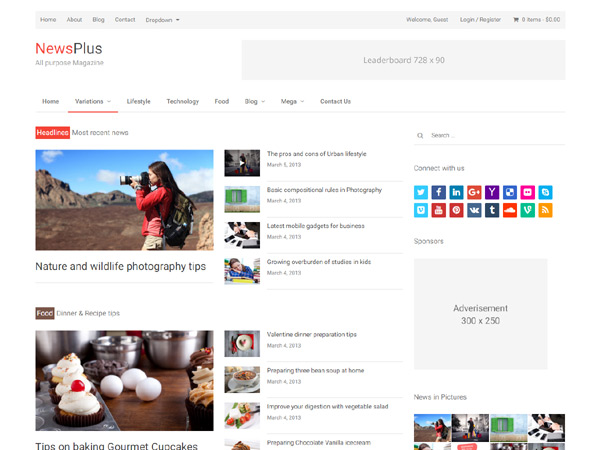 Home About Blog Contact Dropdown
Welcome, Guest Login / Register 0 items - $0.00
NewsPlus
All purpose Magazine
Leaderboard 728 x 90
Home Variations Lifestyle Technology Food Blog Mega Contact Us
Headlines Most recent news
Search ...
The pros and cons of Urban lifestyle
March 5, 2013
Basic compositional rules in Photography
March 4, 2013
Latest mobile gadgets for business
March 4, 2013
Growing overburden of studies in kids
March 4, 2013
Nature and wildlife photography tips
Connect with us
Sponsors
Adverisement
300 x 250
Food Dinner & Recipe tips
Valentine dinner preparation tips
March 4, 2013
Preparing three bean soup at home
March 4, 2013
Improve your digestion with vegetable salad
March 4, 2013
Preparing Chocolate Vanilla icecream
Tips on baking Gourmet Cupcakes
News in Pictures